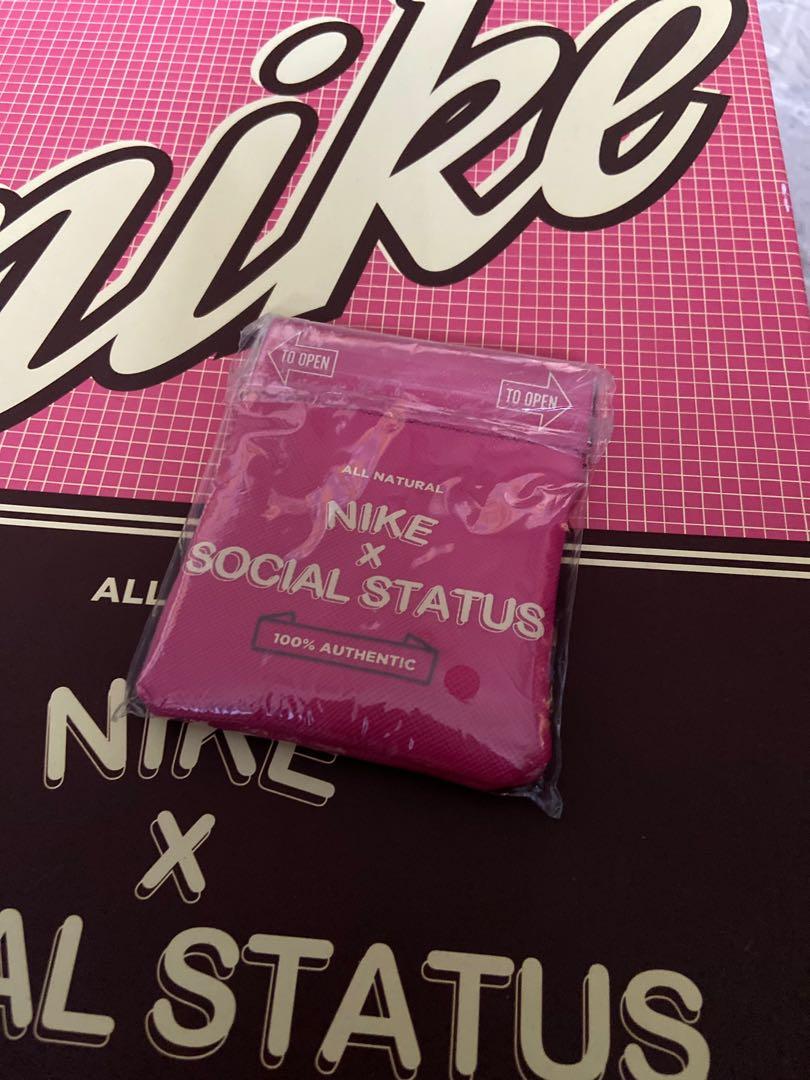 nike
TO OPEN
TO OPEN
ALL NATURAL
NIKE
X
SOCIAL STATUS
100% AUTHENTIC
ALL
NIKE
X
AL STATUS